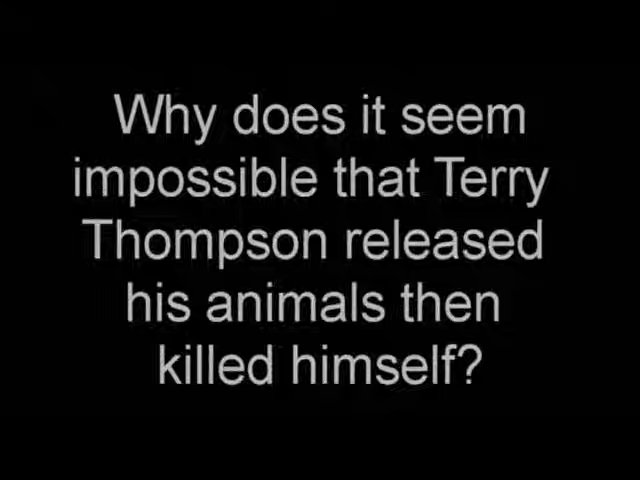 Why does it seem
impossible that Terry
Thompson released
his animals then
killed himself?